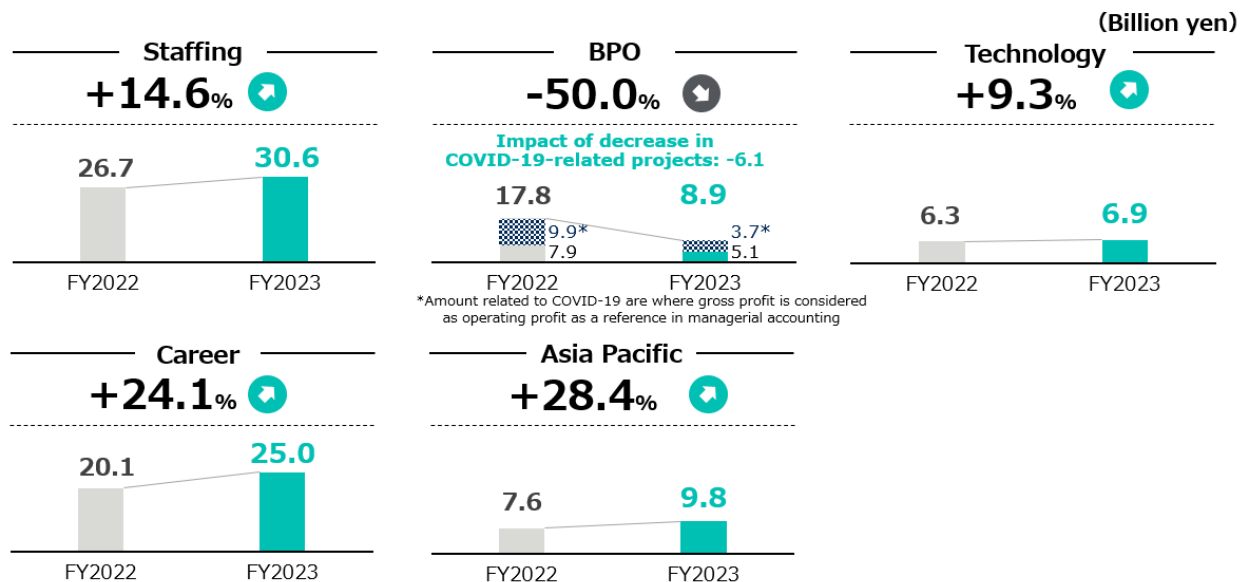 (Billion yen)
Staffing
+14.6%
26.7
30.6
FY2022
FY2023
BPO
-50.0%
Impact of decrease in
COVID-19-related projects: -6.1
17.8
8.9
9.9*
7.9
3.7*
5.1
FY2022
FY2023
*Amount related to COVID-19 are where gross profit is considered
as operating profit as a reference in managerial accounting
Technology
+9.3%
6.3
6.9
FY2022
FY2023
Career
+24.1%
20.1
25.0
FY2022
FY2023
Asia Pacific
+28.4%
7.6
9.8
FY2022
FY2023